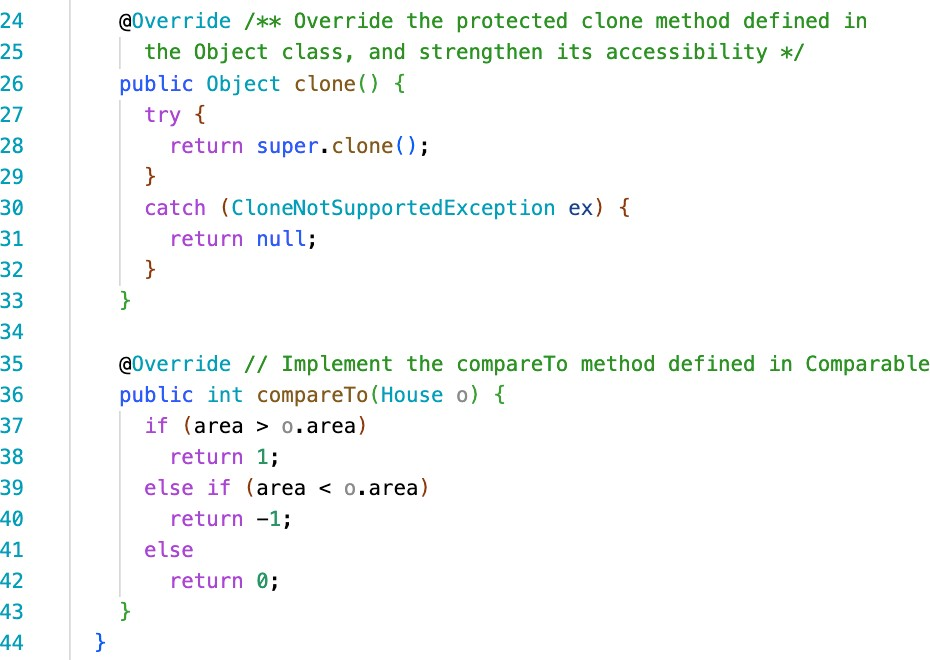 24 @Override /** Override the protected clone method defined in
25 the Object class, and strengthen its accessibility */
26 public Object clone() {
27 try {
28 return super.clone();
29 }
30 catch (CloneNotSupportedException ex) {
31 return null;
32 }
33 }
34
35 @Override // Implement the compareTo method defined in Comparable
36 public int compareTo(House o) {
37 if (area > o.area)
38 return 1;
39 else if (area < o.area)
40 return -1;
41 else
42 return 0;
43 }
44 }